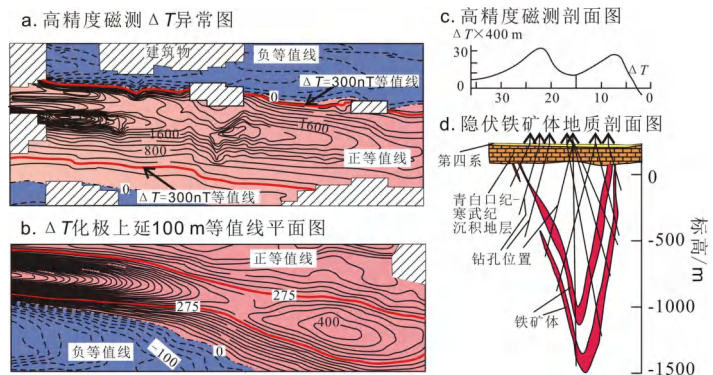 a. 高精度磁测ΔT异常图
建筑物
负等值线
ΔT=300nT等值线
0
1600
1600
800
正等值线
0
ΔT=300nT等值线
b. ΔT化极上延100 m等值线平面图
正等值线
275
275
400
0
-100
负等值线
c. 高精度磁测剖面图
ΔT×400 m
30
10
ΔT
35 30 20 10 0
d. 隐伏铁矿体地质剖面图
第四系
0
青白口纪-
寒武纪
沉积地层
钻孔位置
-500
标高/m
-1000
铁矿体
-1500